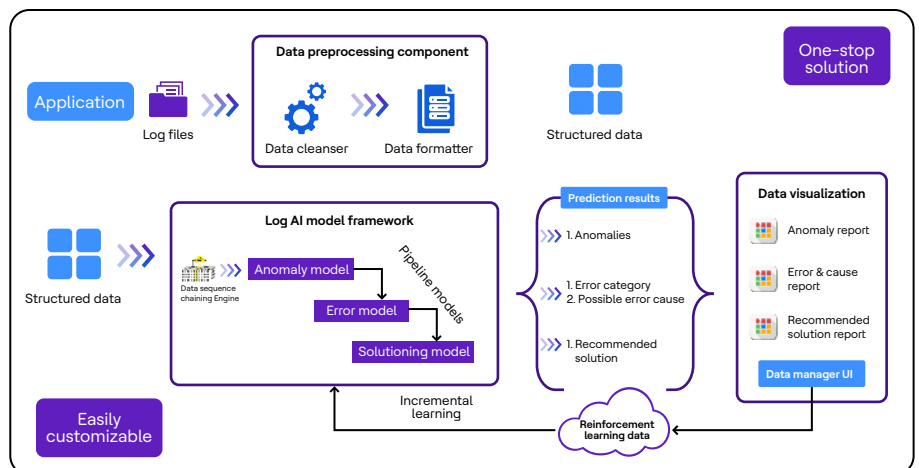 Data preprocessing component
One-stop
solution
Application
Log files
Data cleanser
Data formatter
Structured data
Log AI model framework
Prediction results
Data visualization
Structured data
Data sequence
chaining Engine
Anomaly model
Error model
Solutioning model
Pipeline models
1. Anomalies
1. Error category
2. Possible error cause
1. Recommended
solution
Anomaly report
Error & cause
report
Recommended
solution report
Data manager UI
Easily
customizable
Incremental
learning
Reinforcement
learning data